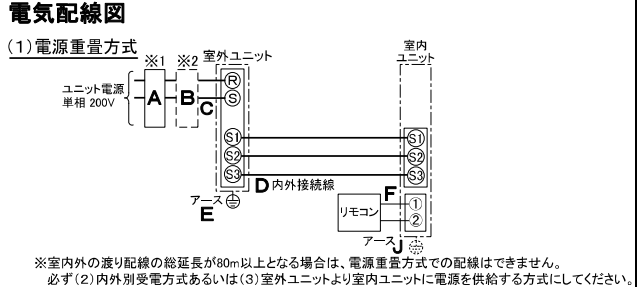 電気配線図
(1)電源重畳方式
※1 ※2 室外ユニット
室内
ユニット
ユニット電源
単相 200V
A B C
R
S
S1 S1
S2 S2
S3 S3
D 内外接続線
アース
E
リモコン
F
①
②
アース J
※室内外の渡り配線の総延長が80m以上となる場合は、電源重畳方式での配線はできません。
必ず(2)内外別受電方式あるいは(3)室外ユニットより室内ユニットに電源を供給する方式にしてください。